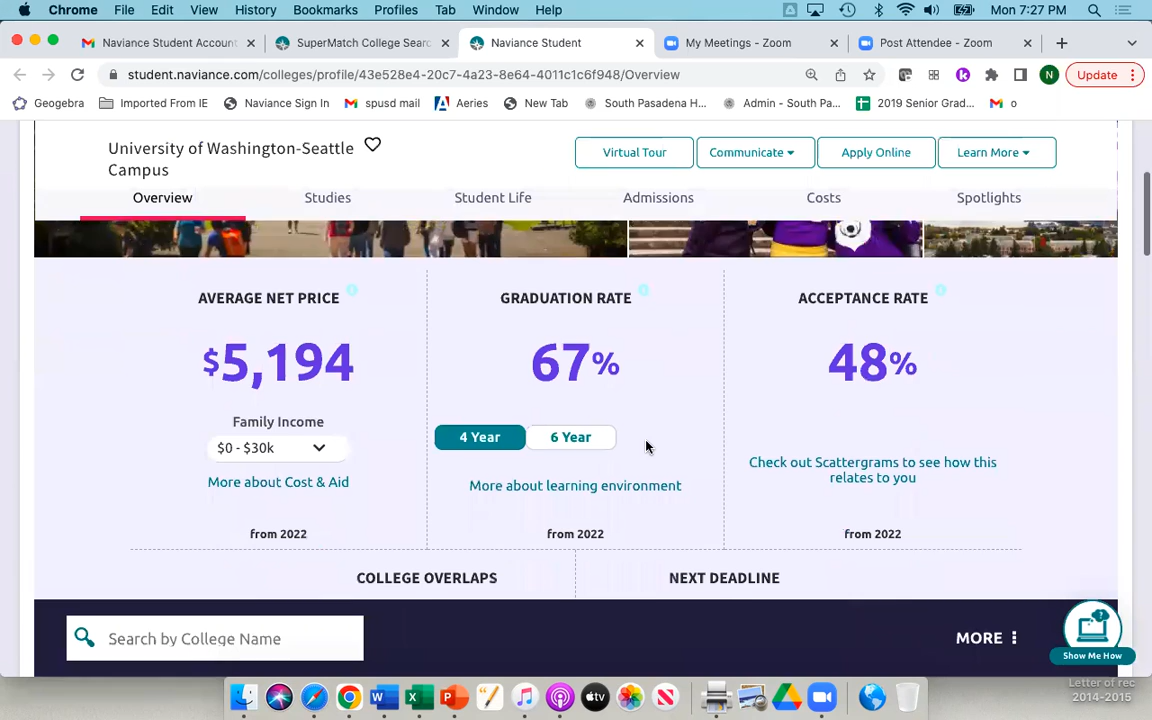 Chrome File Edit View History Bookmarks Profiles Tab Window Help Mon 7:27 PM
Naviance Student Account
SuperMatch College Searc
Naviance Student
My Meetings - Zoom
Post Attendee - Zoom
student.naviance.com/colleges/profile/43e528e4-20c7-4a23-8e64-4011c1c6f948/Overview
N
Update
Geogebra Imported From IE Naviance Sign In spusd mail Aeries New Tab South Pasadena H... Admin - South Pa... 2019 Senior Grad... o
University of Washington-Seattle
Campus
Virtual Tour Communicate Apply Online Learn More
Overview Studies Student Life Admissions Costs Spotlights
AVERAGE NET PRICE
$5,194
Family Income
$0 - $30k
More about Cost & Aid
from 2022
GRADUATION RATE
67%
4 Year 6 Year
More about learning environment
from 2022
ACCEPTANCE RATE
48%
Check out Scattergrams to see how this
relates to you
from 2022
COLLEGE OVERLAPS NEXT DEADLINE
Search by College Name
MORE
Show Me How
Letter of rec
2014-2015